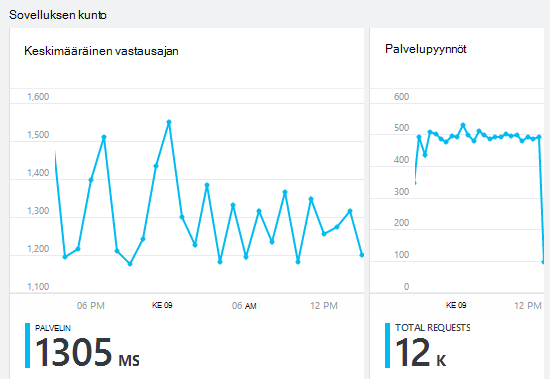 Sovelluksen kunto
Keskimääräinen vastausajan
1,600
1,500
1,400
1,300
1,200
1,100
06 PM KE 09 06 AM 12 PM
PALVELIN
1305 MS
Palvelupyynnöt
600
500
400
300
200
100
0
KE 09 12 PM
TOTAL REQUESTS
12 K